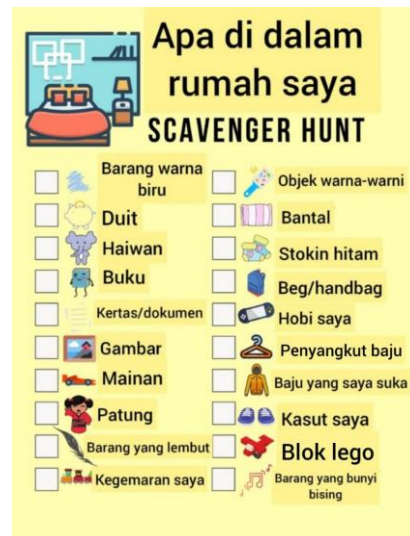 Apa di dalam
rumah saya
SCAVENGER HUNT
Barang warna
biru
Duit
Haiwan
Buku
Kertas/dokumen
Gambar
Mainan
Patung
Barang yang lembut
Kegemaran saya
Objek warna-warni
Bantal
Stokin hitam
Beg/handbag
Hobi saya
Penyangkut baju
Baju yang saya suka
Kasut saya
Blok lego
Barang yang bunyi
bising